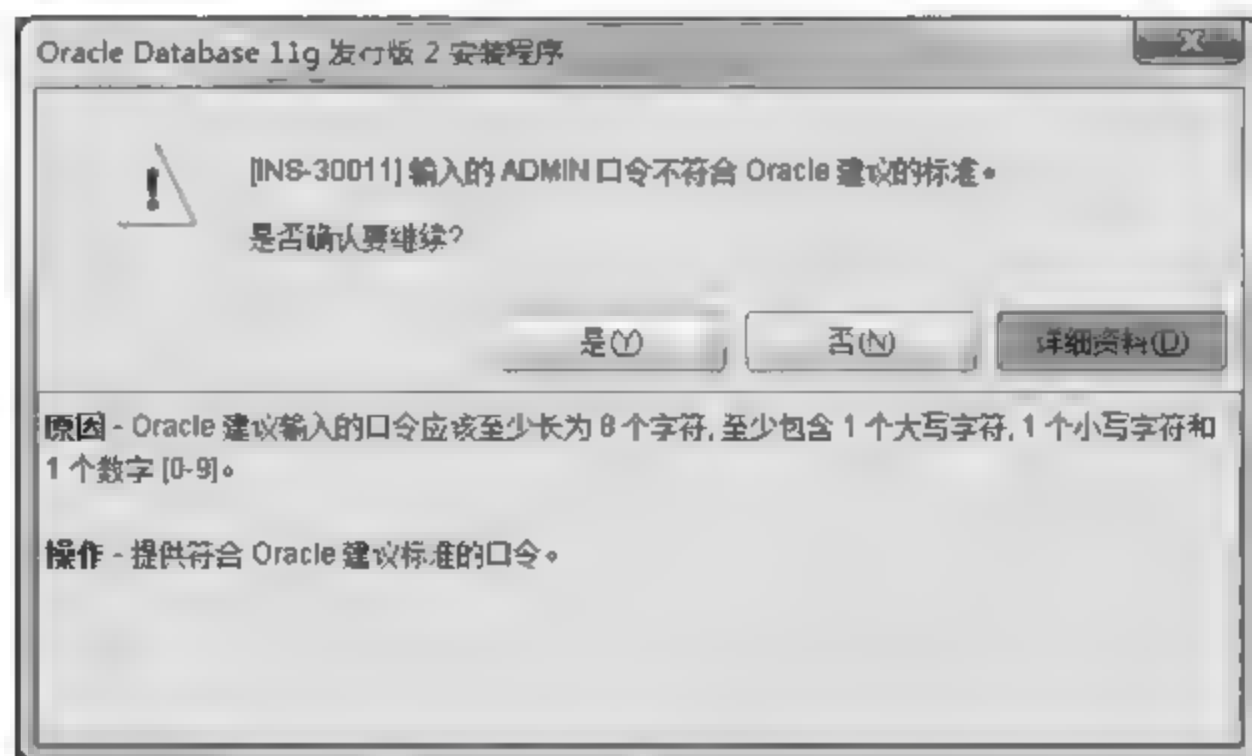 Oracle Database 11g 发行版 2 安装程序
[INS-30011] 输入的 ADMIN 口令不符合 Oracle 建议的标准。
是否确认要继续?
是(Y)
否(N)
详细资料(D)
原因 - Oracle 建议输入的口令应该至少长为 8 个字符, 至少包含 1 个大写字符, 1 个小写字符和
1 个数字 [0-9]。
操作 - 提供符合 Oracle 建议标准的口令。